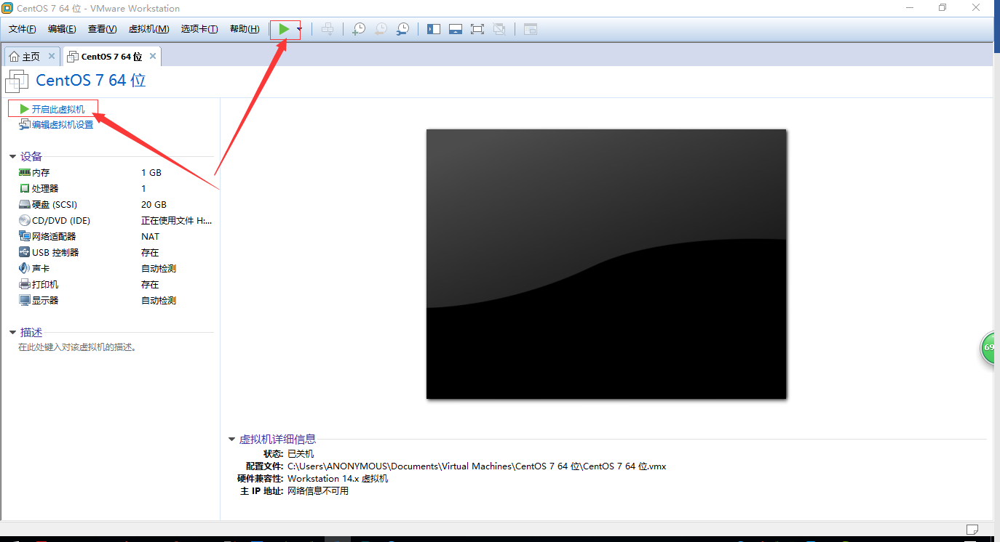 CentOS 7 64 位 - VMware Workstation
文件(F) 编辑(E) 查看(V) 虚拟机(M) 选项卡(T) 帮助(H)
主页 CentOS 7 64 位
CentOS 7 64 位
开启此虚拟机
编辑虚拟机设置
设备
内存 1 GB
处理器 1
硬盘 (SCSI) 20 GB
CD/DVD (IDE) 正在使用文件 H:...
网络适配器 NAT
USB 控制器 存在
声卡 自动检测
打印机 存在
显示器 自动检测
描述
在此处键入对该虚拟机的描述。
69
虚拟机详细信息
状态: 已关机
配置文件: C:\Users\ANONYMOUS\Documents\Virtual Machines\CentOS 7 64 位\CentOS 7 64 位.vmx
硬件兼容性: Workstation 14.x 虚拟机
主 IP 地址: 网络信息不可用